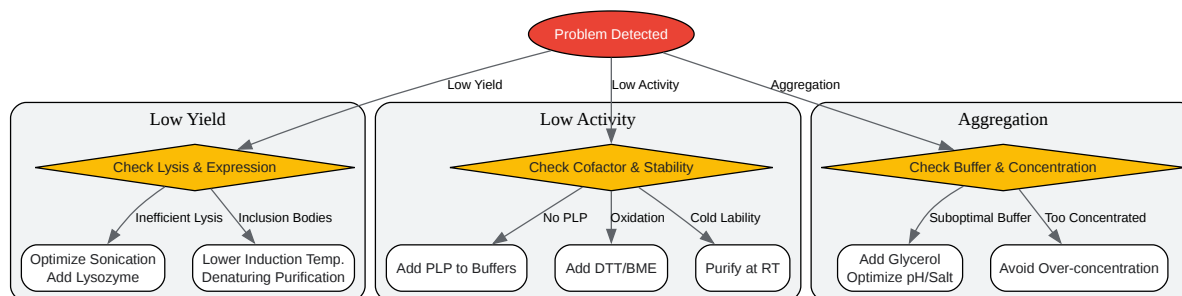 Problem Detected
Low Yield
Low Activity
Aggregation
Low Yield
Low Activity
Aggregation
Check Lysis & Expression
Check Cofactor & Stability
Check Buffer & Concentration
Inefficient Lysis
Inclusion Bodies
No PLP
Oxidation
Cold Lability
Suboptimal Buffer
Too Concentrated
Optimize Sonication
Add Lysozyme
Lower Induction Temp.
Denaturing Purification
Add PLP to Buffers
Add DTT/BME
Purify at RT
Add Glycerol
Optimize pH/Salt
Avoid Over-concentration